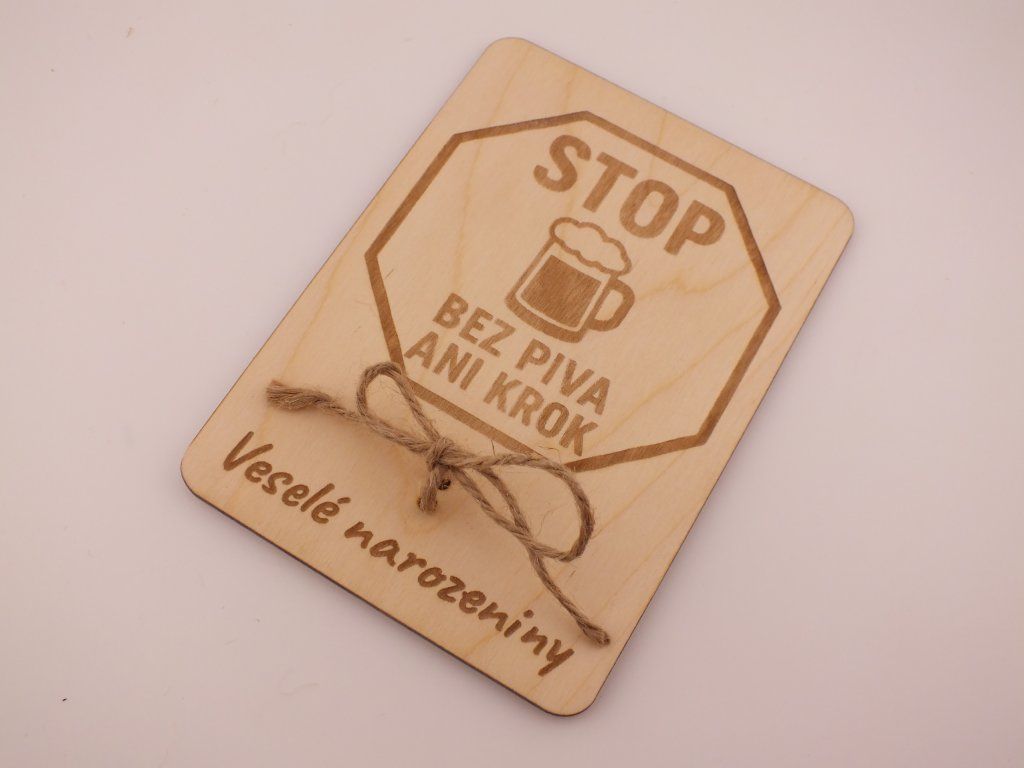 STOP
BEZ PIVA
ANI KROK
Veselé narozeniny